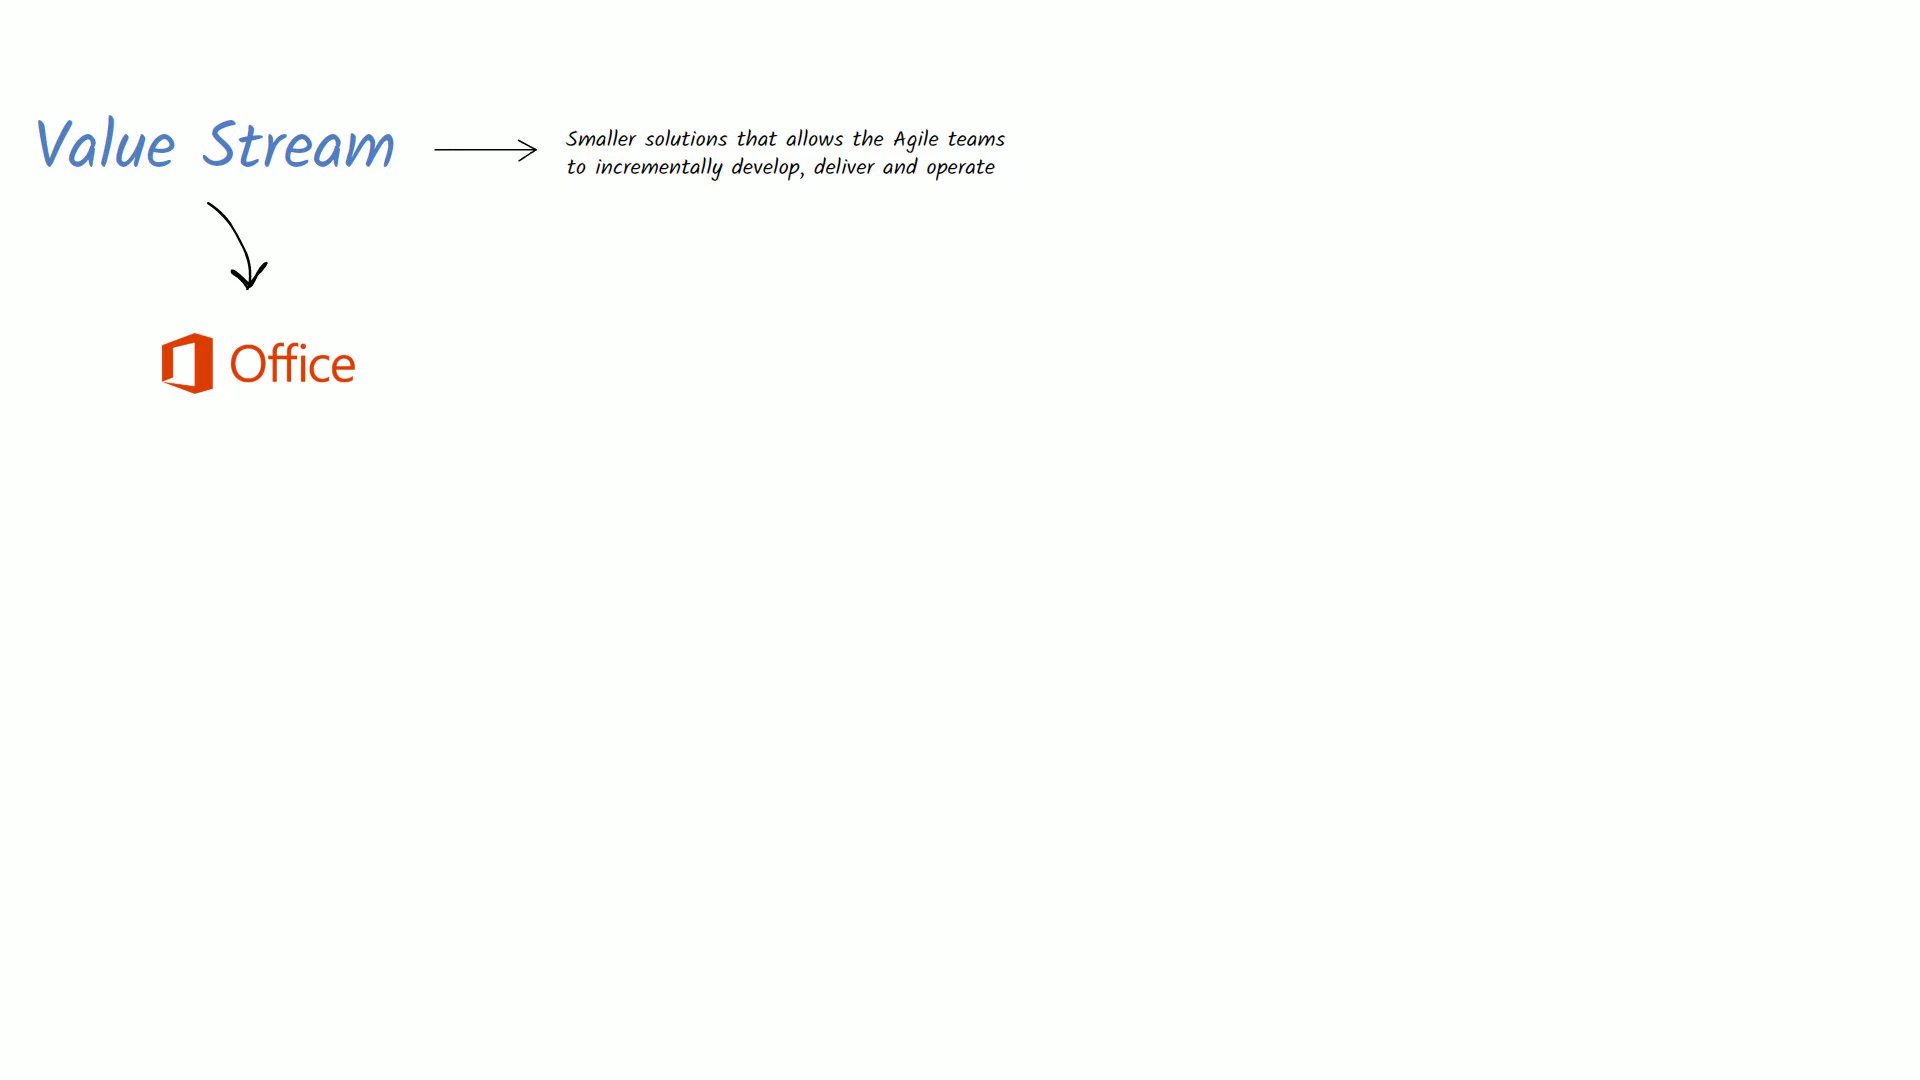 Value Stream
Smaller solutions that allows the Agile teams
to incrementally develop, deliver and operate
Office